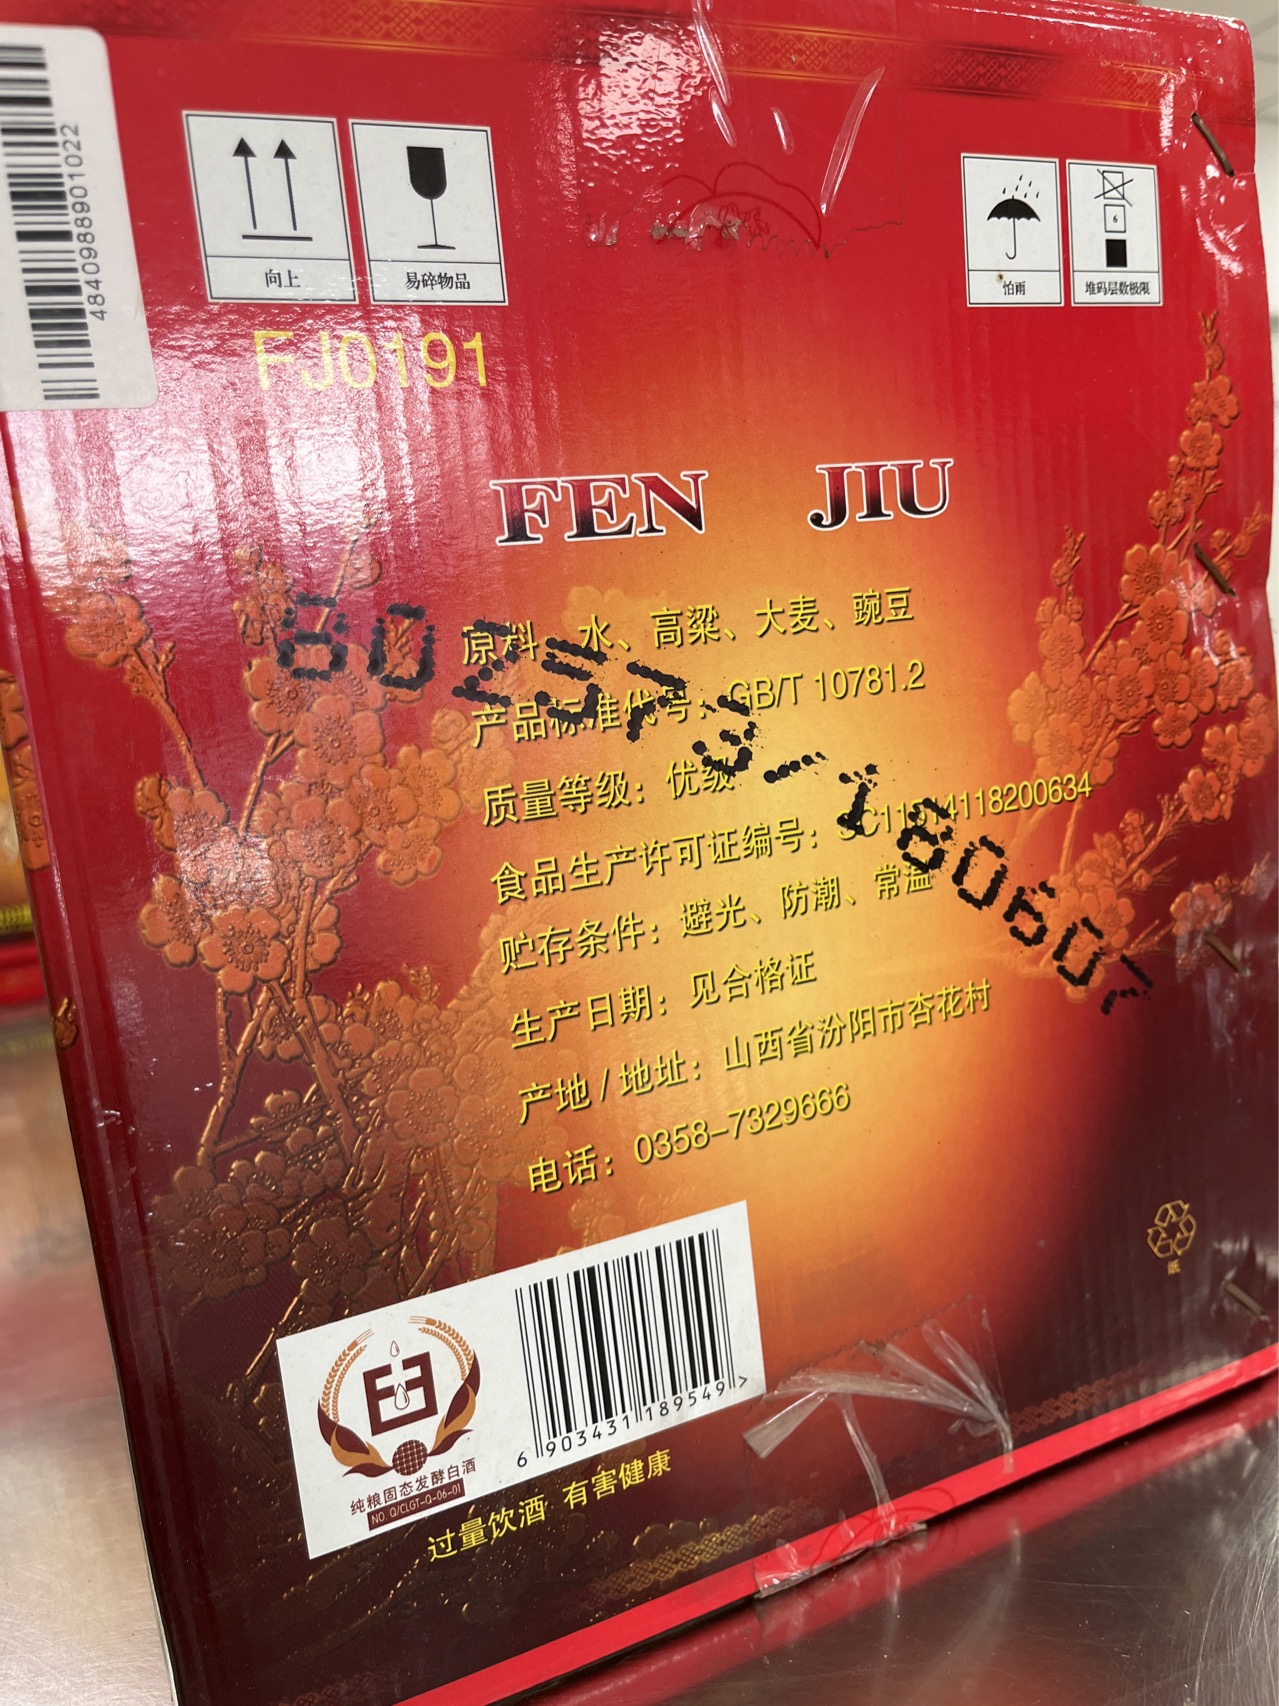 4840988901022
向上
易碎物品
怕雨
6
堆码层数极限
FJ0191
FEN JIU
原料：水、高粱、大麦、豌豆
产品标准代号：GB/T 10781.2
质量等级：优级
食品生产许可证编号：SC11014118200634
贮存条件：避光、防潮、常温
生产日期：见合格证
产地/地址：山西省汾阳市杏花村
电话：0358-7329666
纸
纯粮固态发酵白酒
NO. Q/CLGT-Q-06-01
6 903431 189549 >
过量饮酒 有害健康